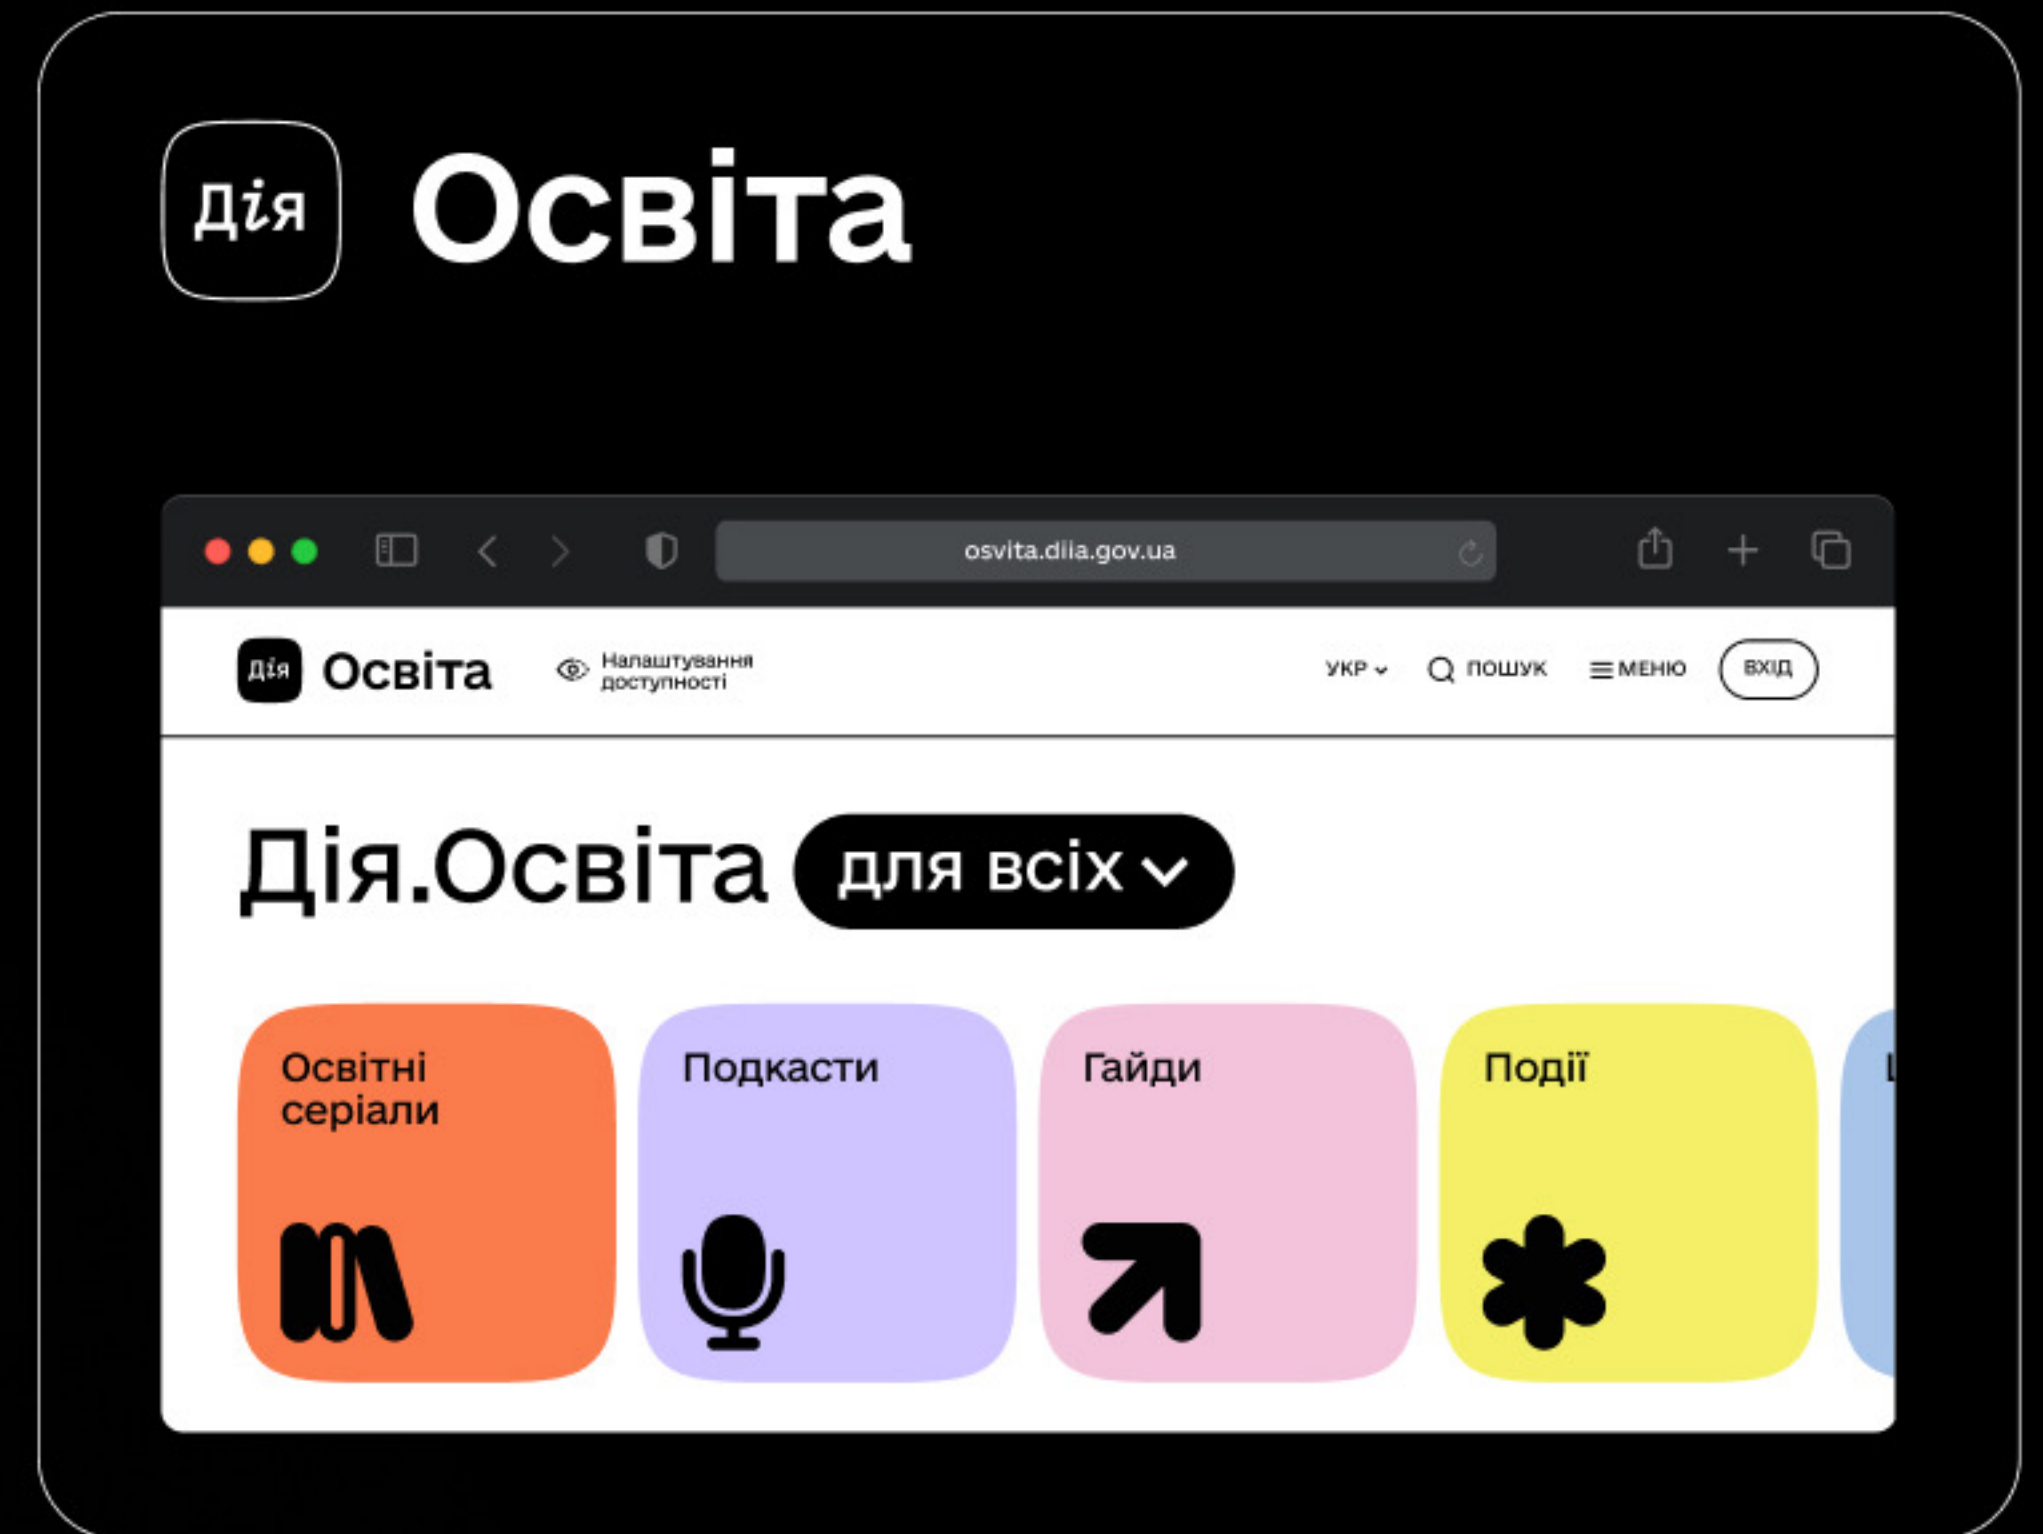 Дія Освіта
osvita.diia.gov.ua
Дія Освіта
Налаштування
доступності
УКР ПОШУК МЕНЮ ВХІД
Дія.Освіта для всіх
Освітні
серіали
Подкасти
Гайди
Події